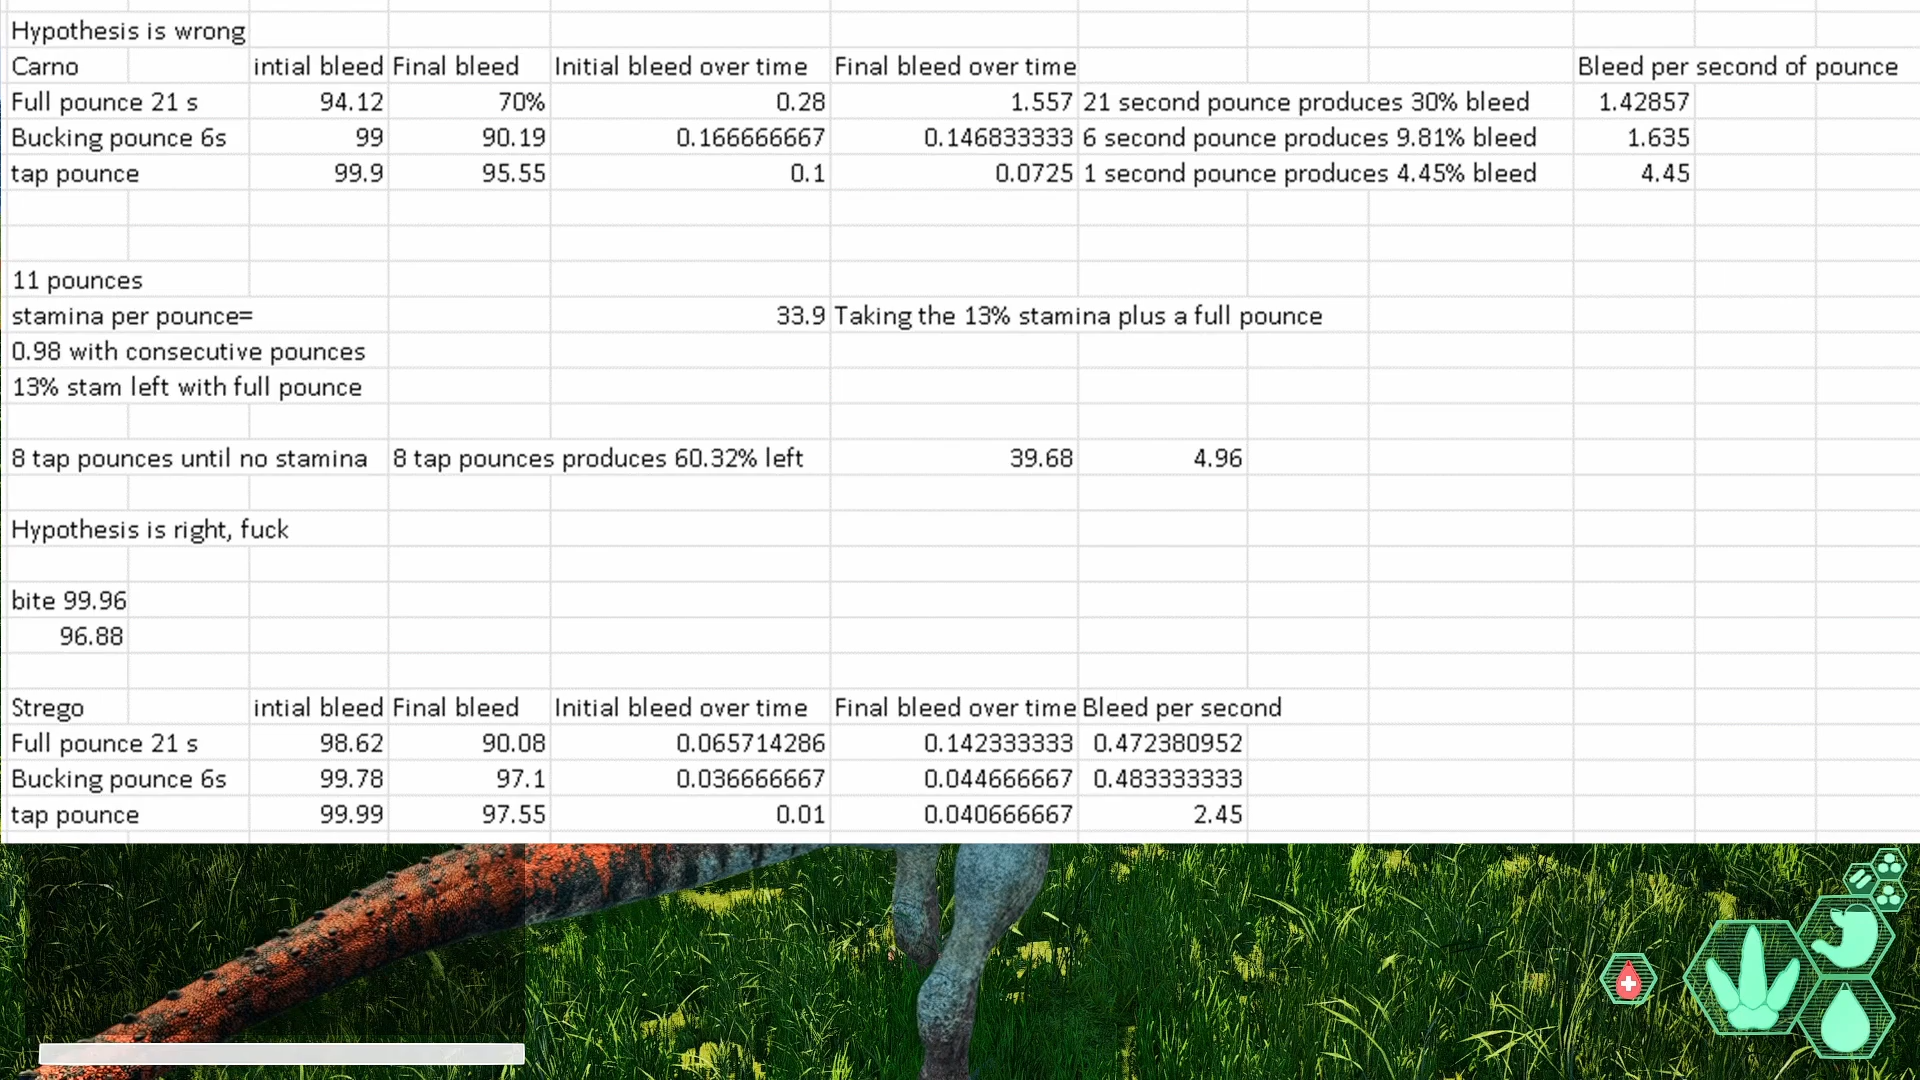 Hypothesis is wrong
Carno intial bleed Final bleed Initial bleed over time Final bleed over time Bleed per second of pounce
Full pounce 21 s 94.12 70% 0.28 1.557 21 second pounce produces 30% bleed 1.42857
Bucking pounce 6s 99 90.19 0.166666667 0.146833333 6 second pounce produces 9.81% bleed 1.635
tap pounce 99.9 95.55 0.1 0.0725 1 second pounce produces 4.45% bleed 4.45
11 pounces
stamina per pounce= 33.9 Taking the 13% stamina plus a full pounce
0.98 with consecutive pounces
13% stam left with full pounce
8 tap pounces until no stamina 8 tap pounces produces 60.32% left 39.68 4.96
Hypothesis is right, fuck
bite 99.96
96.88
Strego intial bleed Final bleed Initial bleed over time Final bleed over time Bleed per second
Full pounce 21 s 98.62 90.08 0.065714286 0.142333333 0.472380952
Bucking pounce 6s 99.78 97.1 0.036666667 0.044666667 0.483333333
tap pounce 99.99 97.55 0.01 0.040666667 2.45